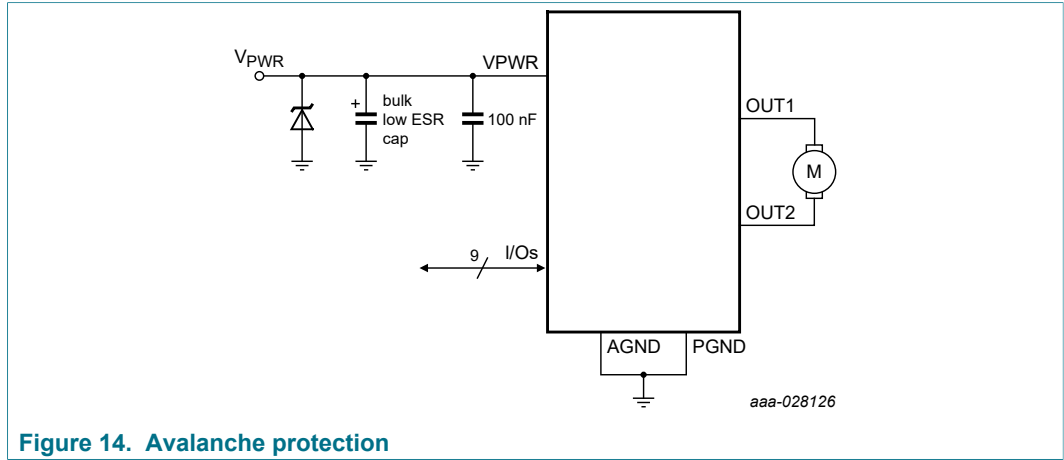 VPWR
VPWR
+
bulk
low ESR
cap
100 nF
OUT1
M
OUT2
9
I/Os
AGND
PGND
aaa-028126
Figure 14. Avalanche protection